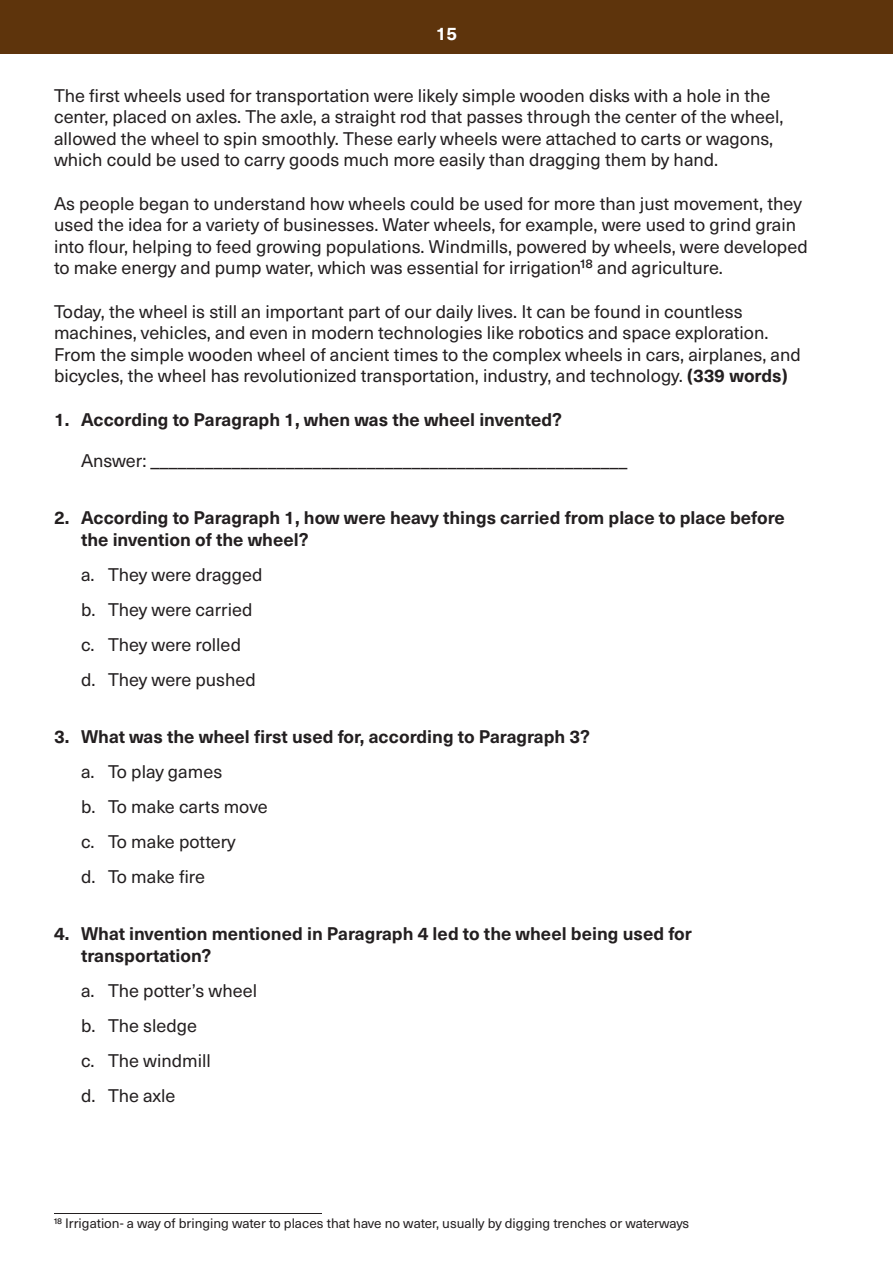 15
The first wheels used for transportation were likely simple wooden disks with a hole in the
center, placed on axles. The axle, a straight rod that passes through the center of the wheel,
allowed the wheel to spin smoothly. These early wheels were attached to carts or wagons,
which could be used to carry goods much more easily than dragging them by hand.
As people began to understand how wheels could be used for more than just movement, they
used the idea for a variety of businesses. Water wheels, for example, were used to grind grain
into flour, helping to feed growing populations. Windmills, powered by wheels, were developed
to make energy and pump water, which was essential for irrigation¹⁸ and agriculture.
Today, the wheel is still an important part of our daily lives. It can be found in countless
machines, vehicles, and even in modern technologies like robotics and space exploration.
From the simple wooden wheel of ancient times to the complex wheels in cars, airplanes, and
bicycles, the wheel has revolutionized transportation, industry, and technology. (339 words)
1. According to Paragraph 1, when was the wheel invented?
Answer: ____________________________________________________
2. According to Paragraph 1, how were heavy things carried from place to place before
the invention of the wheel?
a. They were dragged
b. They were carried
c. They were rolled
d. They were pushed
3. What was the wheel first used for, according to Paragraph 3?
a. To play games
b. To make carts move
c. To make pottery
d. To make fire
4. What invention mentioned in Paragraph 4 led to the wheel being used for
transportation?
a. The potter’s wheel
b. The sledge
c. The windmill
d. The axle
¹⁸ Irrigation- a way of bringing water to places that have no water, usually by digging trenches or waterways